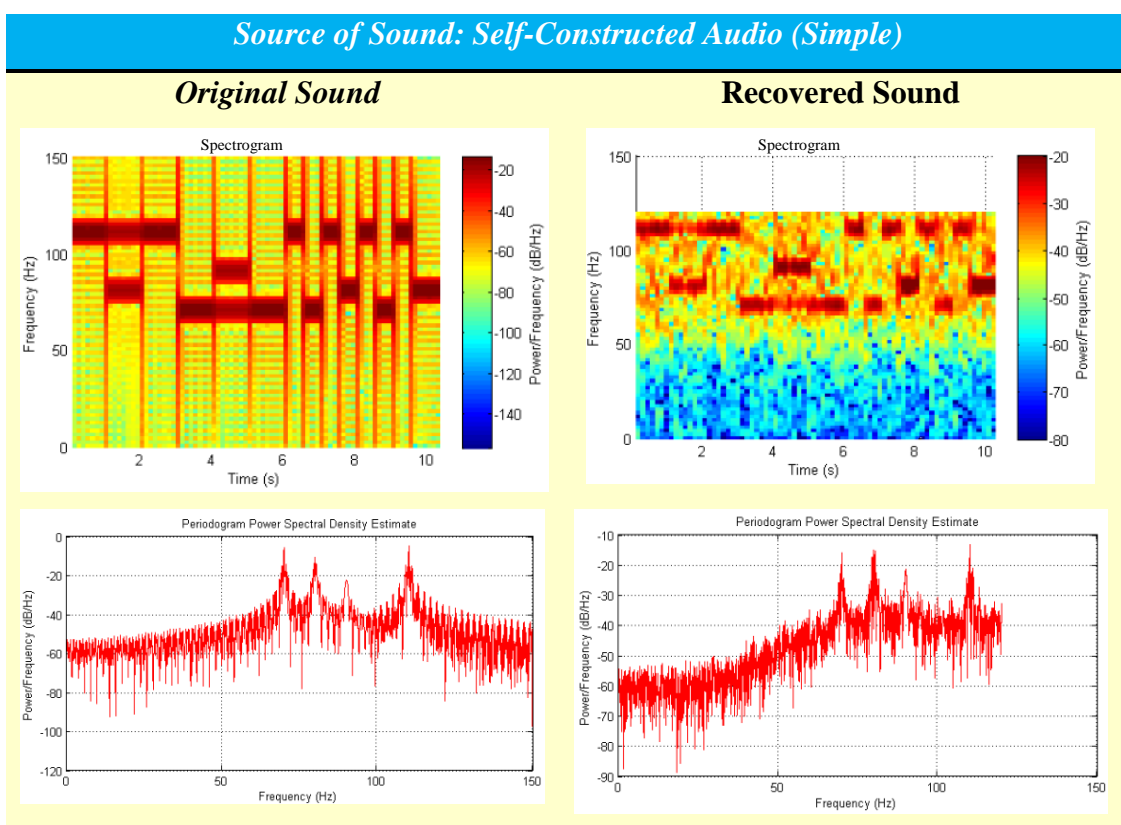 Source of Sound: Self-Constructed Audio (Simple)
Original Sound
Recovered Sound
Spectrogram
150
100
50
0
Frequency (Hz)
2 4 6 8 10
Time (s)
-20
-40
-60
-80
-100
-120
-140
Power/Frequency (dB/Hz)
Spectrogram
150
100
50
0
Frequency (Hz)
2 4 6 8 10
Time (s)
-20
-30
-40
-50
-60
-70
-80
Power/Frequency (dB/Hz)
Periodogram Power Spectral Density Estimate
0
-20
-40
-60
-80
-100
-120
Power/Frequency (dB/Hz)
0 50 100 150
Frequency (Hz)
Periodogram Power Spectral Density Estimate
-10
-20
-30
-40
-50
-60
-70
-80
-90
Power/Frequency (dB/Hz)
0 50 100 150
Frequency (Hz)